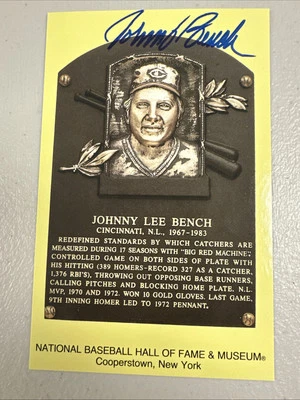 Johnny Bench
C
JOHNNY LEE BENCH
CINCINNATI, N.L., 1967-1983
REDEFINED STANDARDS BY WHICH CATCHERS ARE
MEASURED DURING 17 SEASONS WITH "BIG RED MACHINE".
CONTROLLED GAME ON BOTH SIDES OF PLATE WITH
HIS HITTING (389 HOMERS-RECORD 327 AS A CATCHER,
1,376 RBI'S), THROWING OUT OPPOSING BASE RUNNERS,
CALLING PITCHES AND BLOCKING HOME PLATE. N.L.
MVP, 1970 AND 1972. WON 10 GOLD GLOVES. LAST GAME,
9TH INNING HOMER LED TO 1972 PENNANT.
NATIONAL BASEBALL HALL OF FAME & MUSEUM®
Cooperstown, New York